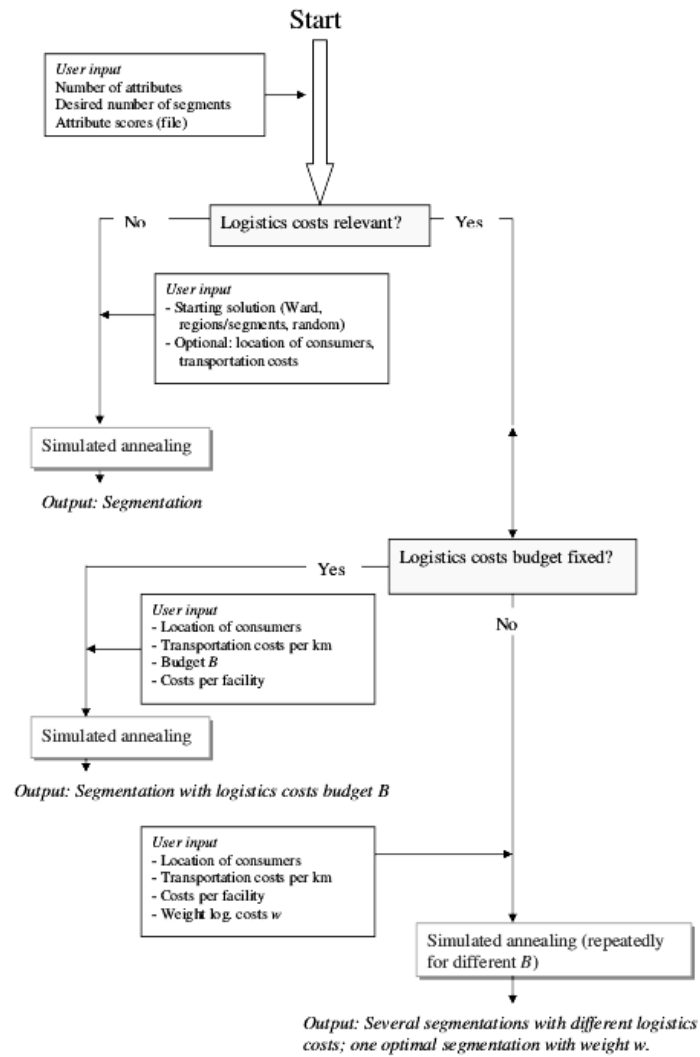 Start
User input
Number of attributes
Desired number of segments
Attribute scores (file)
No
Logistics costs relevant?
Yes
User input
- Starting solution (Ward,
regions/segments, random)
- Optional: location of consumers,
transportation costs
Simulated annealing
Output: Segmentation
Logistics costs budget fixed?
Yes
User input
- Location of consumers
- Transportation costs per km
- Budget B
- Costs per facility
No
Simulated annealing
Output: Segmentation with logistics costs budget B
User input
- Location of consumers
- Transportation costs per km
- Costs per facility
- Weight log. costs w
Simulated annealing (repeatedly
for different B)
Output: Several segmentations with different logistics
costs; one optimal segmentation with weight w.